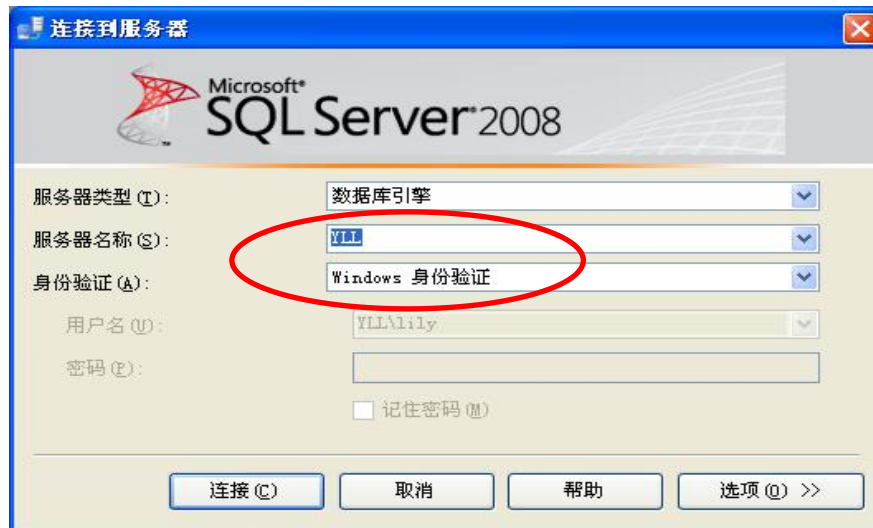 连接到服务器
Microsoft®
SQL Server® 2008
服务器类型(T): 数据库引擎
服务器名称(S): YLL
身份验证(A): Windows 身份验证
用户名(U): YLL\lily
密码(P):
记住密码(M)
连接(C) 取消 帮助 选项(O) >>